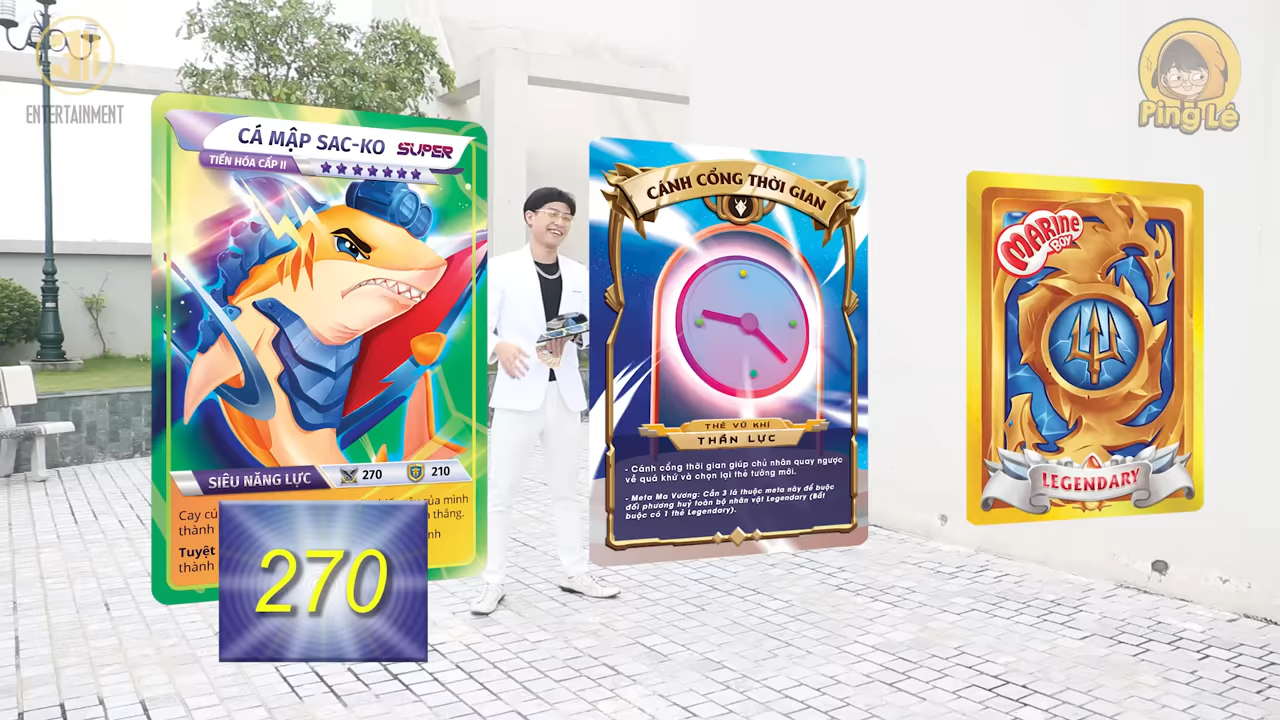 ENTERTAINMENT
Ping Lê
CÁ MẬP SAC-KO SUPER
TIẾN HÓA CẤP II
SIÊU NĂNG LỰC 270 210
của mình
Cay cú
thành
thắng.
Tuyệt
thành
270
CÁNH CỔNG THỜI GIAN
THẺ VŨ KHÍ
THẦN LỰC
- Cánh cổng thời gian giúp chủ nhân quay ngược
về quá khứ và chọn lại thẻ tướng mới.
- Meta Ma Vương: Cần 3 lá thuộc meta này để buộc
đối phương huỷ toàn bộ nhân vật Legendary (Bắt
buộc có 1 thẻ Legendary).
MARINE
BOY
LEGENDARY